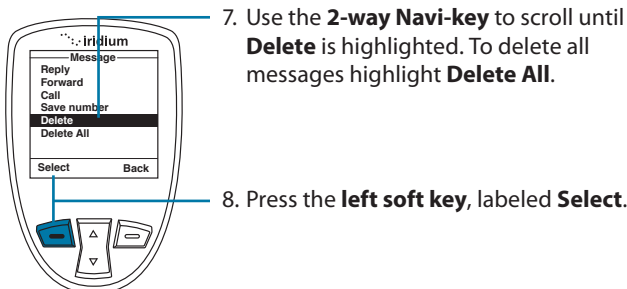 iridium
Message
Reply
Forward
Call
Save number
Delete
Delete All
Select Back
7. Use the 2-way Navi-key to scroll until
Delete is highlighted. To delete all
messages highlight Delete All.
8. Press the left soft key, labeled Select.